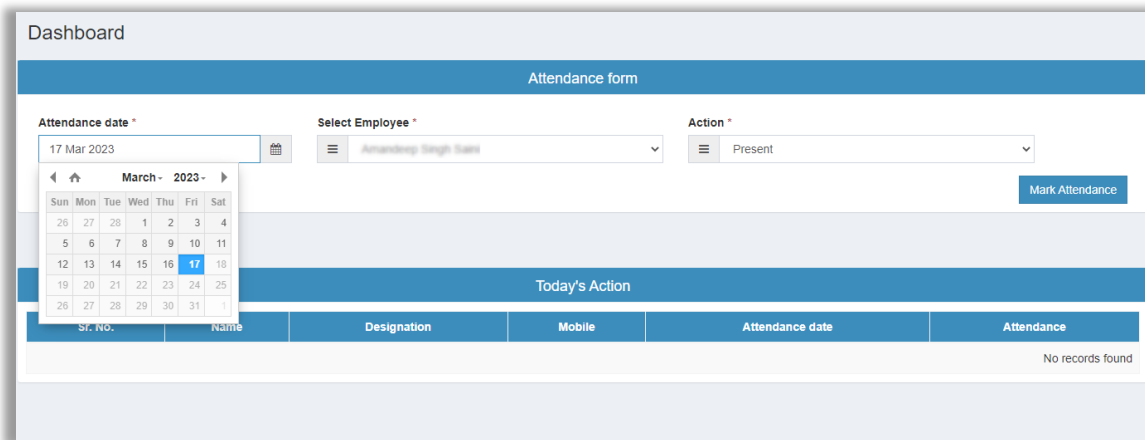 Dashboard
Attendance form
Attendance date * Select Employee * Action *
17 Mar 2023 Amandeep Singh Saini Present
March 2023
Mark Attendance
Sun Mon Tue Wed Thu Fri Sat
26 27 28 1 2 3 4
5 6 7 8 9 10 11
12 13 14 15 16 17 18
19 20 21 22 23 24 25
26 27 28 29 30 31 1
Today's Action
Sr. No. Name Designation Mobile Attendance date Attendance
No records found